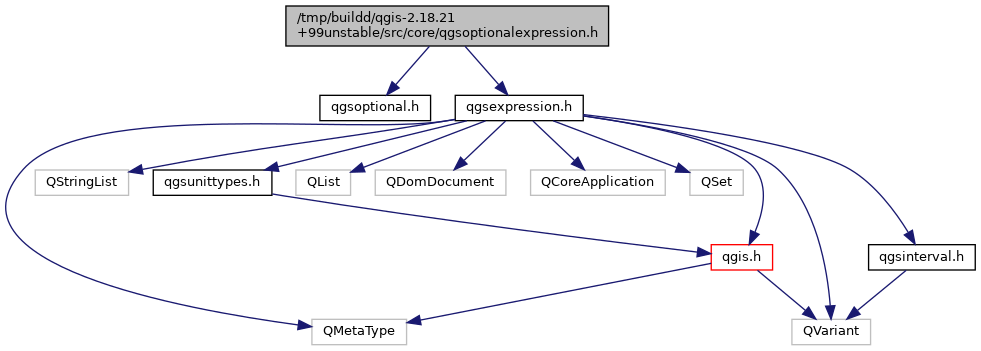 /tmp/buildd/qgis-2.18.21
+99unstable/src/core/qgsoptionalexpression.h
qgsoptional.h
qgsexpression.h
QStringList
qgsunittypes.h
QList
QDomDocument
QCoreApplication
QSet
qgis.h
qgsinterval.h
QMetaType
QVariant